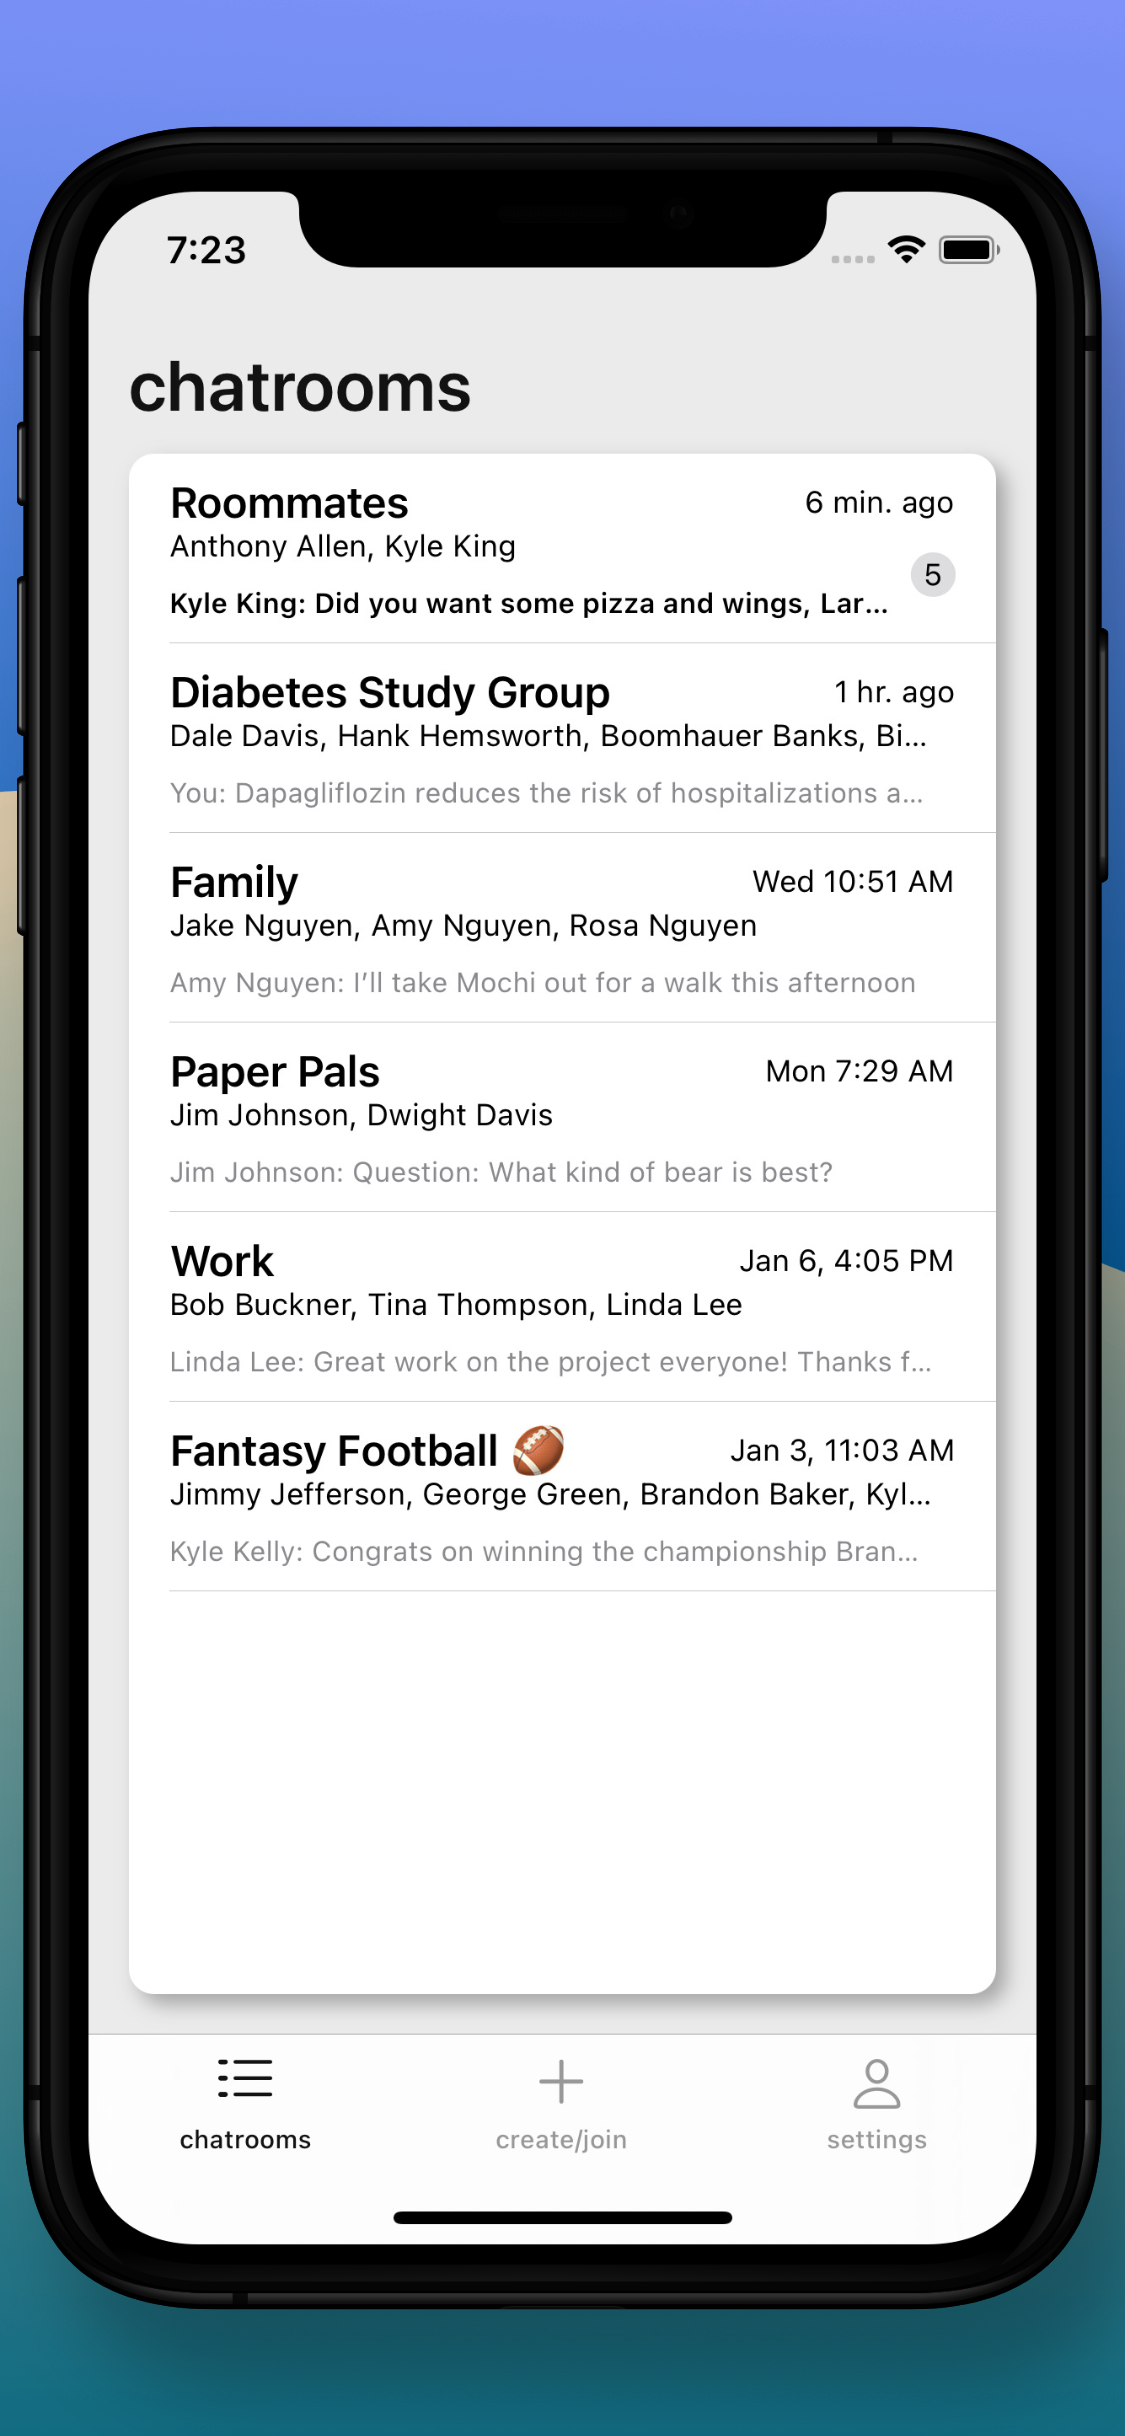 7:23
chatrooms
Roommates 6 min. ago
Anthony Allen, Kyle King
5
Kyle King: Did you want some pizza and wings, Lar...
Diabetes Study Group 1 hr. ago
Dale Davis, Hank Hemsworth, Boomhauer Banks, Bi...
You: Dapagliflozin reduces the risk of hospitalizations a...
Family Wed 10:51 AM
Jake Nguyen, Amy Nguyen, Rosa Nguyen
Amy Nguyen: I’ll take Mochi out for a walk this afternoon
Paper Pals Mon 7:29 AM
Jim Johnson, Dwight Davis
Jim Johnson: Question: What kind of bear is best?
Work Jan 6, 4:05 PM
Bob Buckner, Tina Thompson, Linda Lee
Linda Lee: Great work on the project everyone! Thanks f...
Fantasy Football 🏈 Jan 3, 11:03 AM
Jimmy Jefferson, George Green, Brandon Baker, Kyl...
Kyle Kelly: Congrats on winning the championship Bran...
chatrooms create/join settings